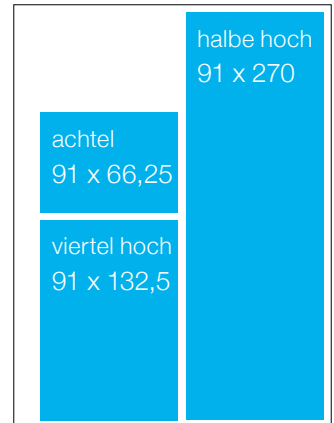 halbe hoch
91 x 270
achtel
91 x 66,25
viertel hoch
91 x 132,5